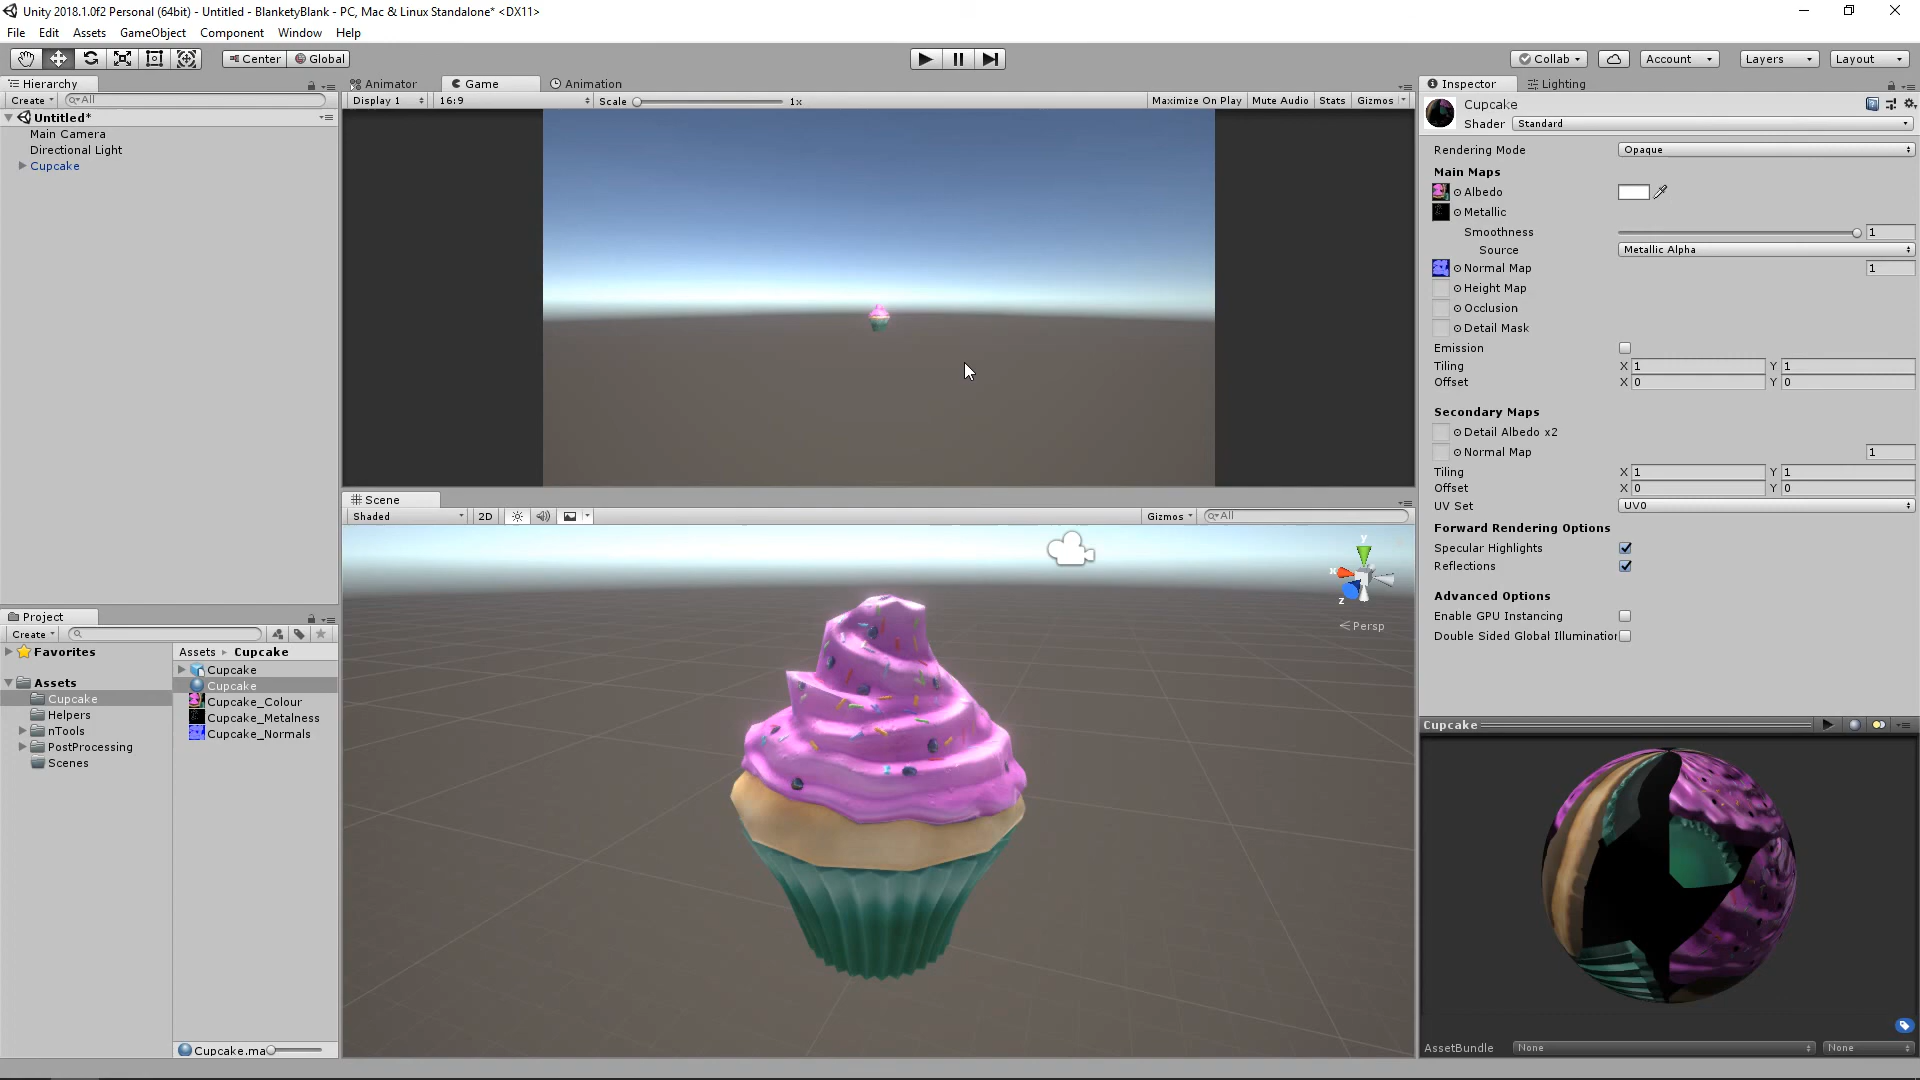 Unity 2018.1.0f2 Personal (64bit) - Untitled - BlanketyBlank - PC, Mac & Linux Standalone* <DX11>
File Edit Assets GameObject Component Window Help
Center Global Collab Account Layers Layout
Hierarchy
Create All
Untitled*
Main Camera
Directional Light
Cupcake
Animator Game Animation
Display 1 16:9 Scale 1x Maximize On Play Mute Audio Stats Gizmos
Scene
Shaded 2D Gizmos All
y
x
z
Persp
Project
Create
Favorites
Assets
Cupcake
Helpers
nTools
PostProcessing
Scenes
Assets Cupcake
Cupcake
Cupcake
Cupcake_Colour
Cupcake_Metalness
Cupcake_Normals
Cupcake.ma
Inspector Lighting
Cupcake
Shader Standard
Rendering Mode Opaque
Main Maps
Albedo
Metallic
Smoothness 1
Source Metallic Alpha
Normal Map 1
Height Map
Occlusion
Detail Mask
Emission
Tiling X 1 Y 1
Offset X 0 Y 0
Secondary Maps
Detail Albedo x2
Normal Map 1
Tiling X 1 Y 1
Offset X 0 Y 0
UV Set UV0
Forward Rendering Options
Specular Highlights
Reflections
Advanced Options
Enable GPU Instancing
Double Sided Global Illumination
Cupcake
AssetBundle None None